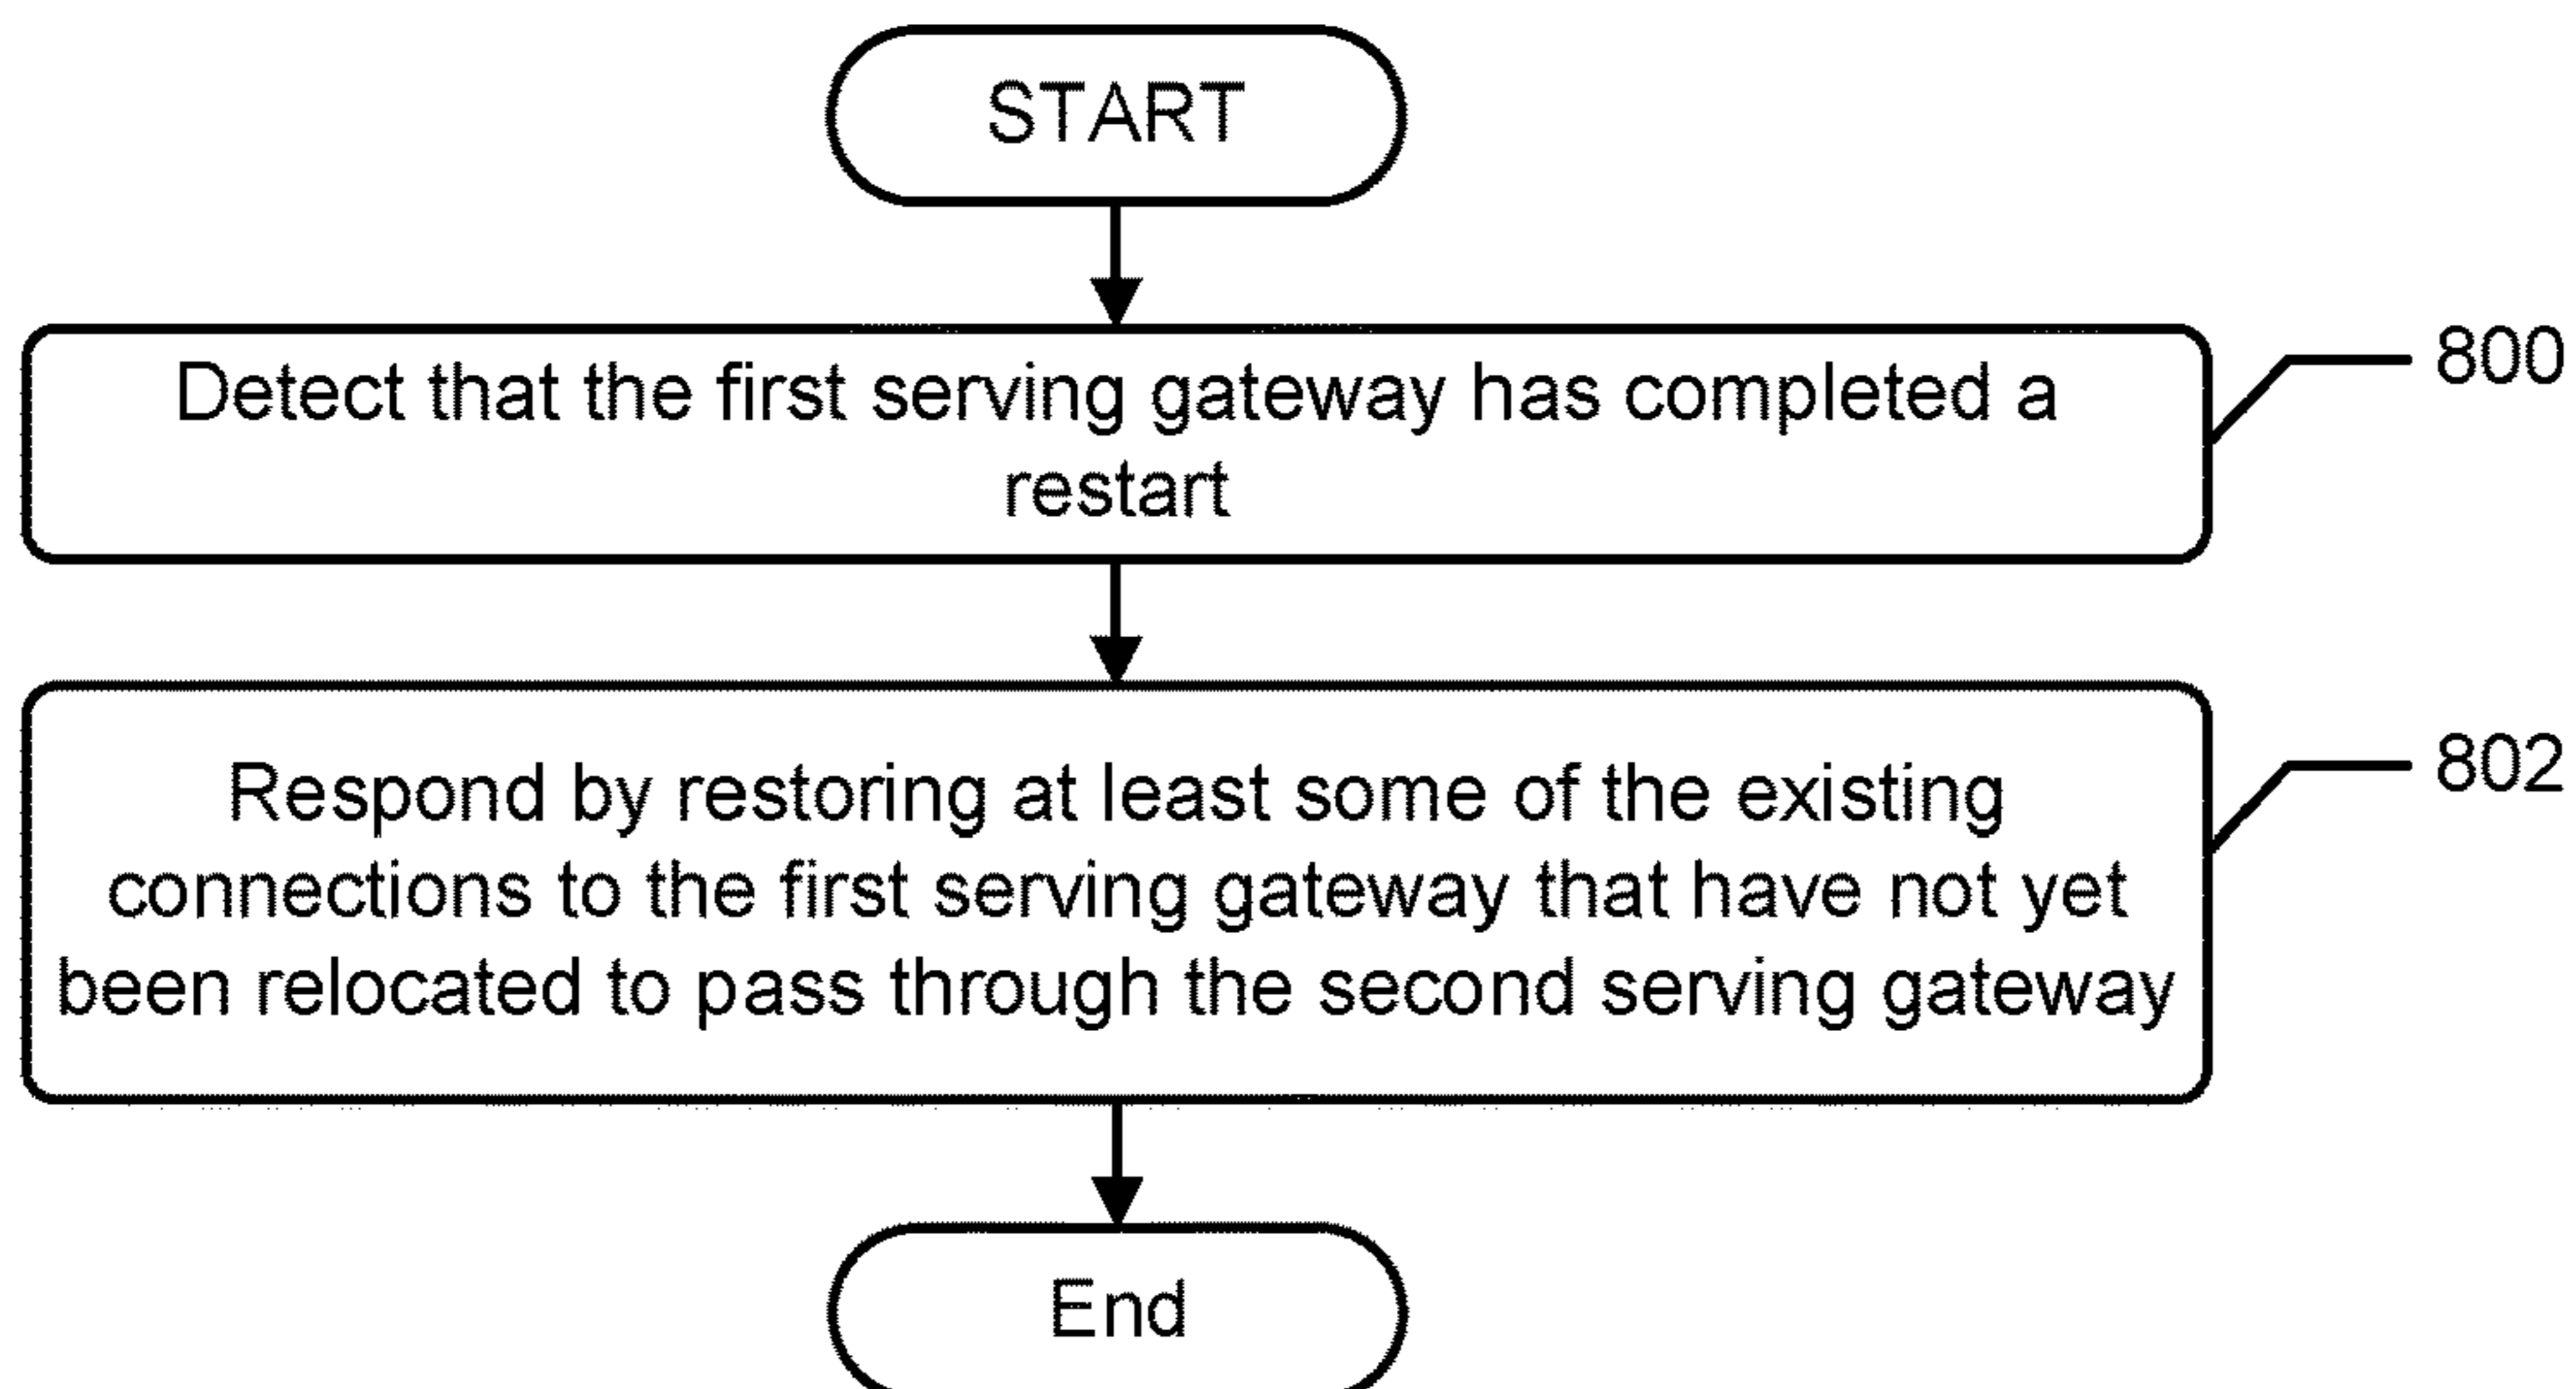 START
Detect that the first serving gateway has completed a
restart
800
Respond by restoring at least some of the existing
connections to the first serving gateway that have not yet
been relocated to pass through the second serving gateway
802
End